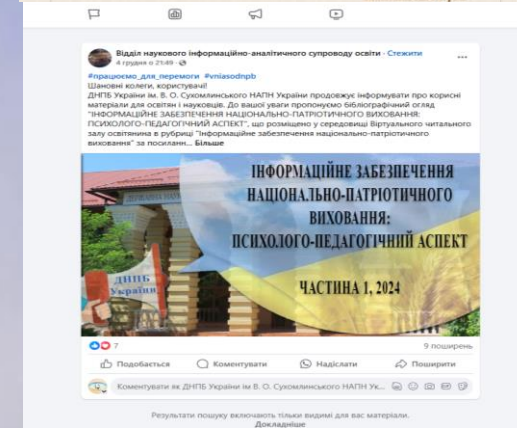 Відділ наукового інформаційно-аналітичного супроводу освіти · Стежити
4 грудня о 21:49 ·
#працюємо_для_перемоги #vniasodnpb
Шановні колеги, користувачі!
ДНПБ України ім. В. О. Сухомлинського НАПН України продовжує інформувати про корисні
матеріали для освітян і науковців. До вашої уваги пропонуємо бібліографічний огляд
"ІНФОРМАЦІЙНЕ ЗАБЕЗПЕЧЕННЯ НАЦІОНАЛЬНО-ПАТРІОТИЧНОГО ВИХОВАННЯ:
ПСИХОЛОГО-ПЕДАГОГІЧНИЙ АСПЕКТ", що розміщено у середовищі Віртуального читального
залу освітянина в рубриці "Інформаційне забезпечення національно-патріотичного
виховання" за посиланн... Більше
ІНФОРМАЦІЙНЕ ЗАБЕЗПЕЧЕННЯ
НАЦІОНАЛЬНО-ПАТРІОТИЧНОГО
ВИХОВАННЯ:
ПСИХОЛОГО-ПЕДАГОГІЧНИЙ АСПЕКТ
ЧАСТИНА 1, 2024
ДНПБ
України
7
9 поширень
Подобається Коментувати Надіслати Поширити
Коментувати як ДНПБ України ім В. О. Сухомлинського НАПН Ук...
Результати пошуку включають тільки видимі для вас матеріали.
Докладніше